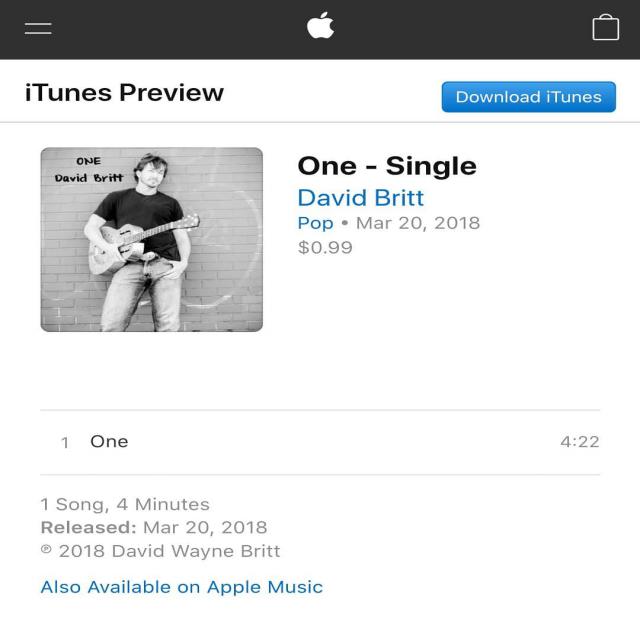 iTunes Preview
Download iTunes
ONE
David Britt
One - Single
David Britt
Pop • Mar 20, 2018
$0.99
1 One 4:22
1 Song, 4 Minutes
Released: Mar 20, 2018
℗ 2018 David Wayne Britt
Also Available on Apple Music